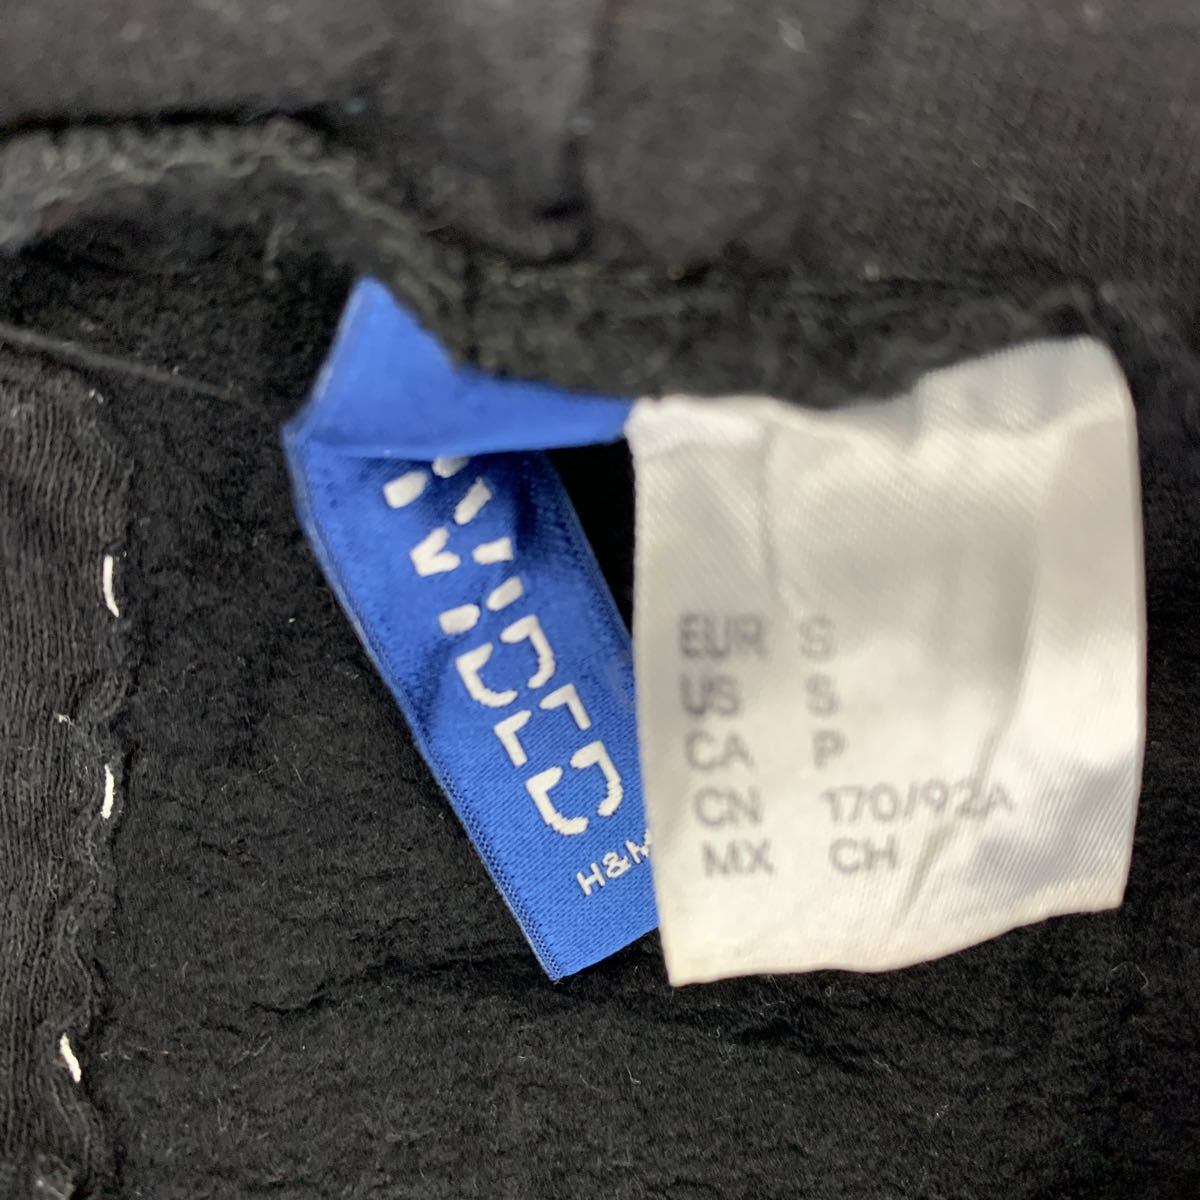 DIVIDED
H&M
EUR S
US S
CA P
CN 170/92A
MX CH